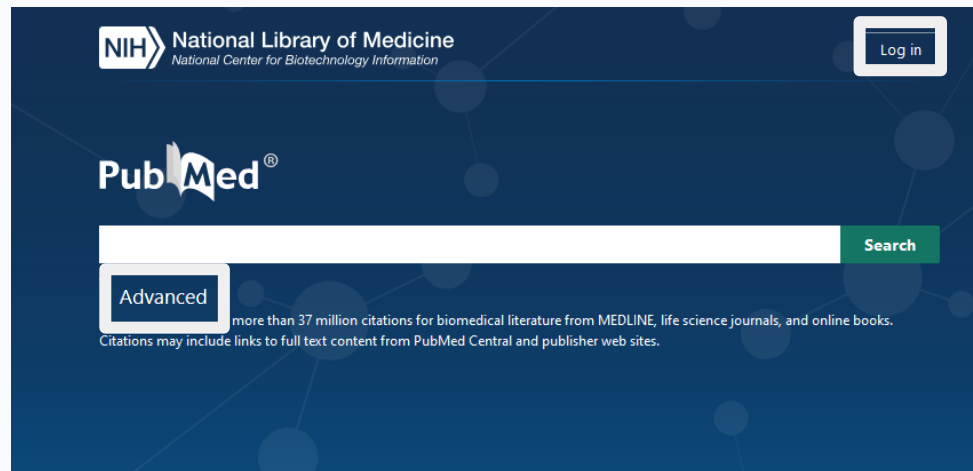 NIH National Library of Medicine
National Center for Biotechnology Information
Log in
PubMed®
Search
Advanced
more than 37 million citations for biomedical literature from MEDLINE, life science journals, and online books.
Citations may include links to full text content from PubMed Central and publisher web sites.